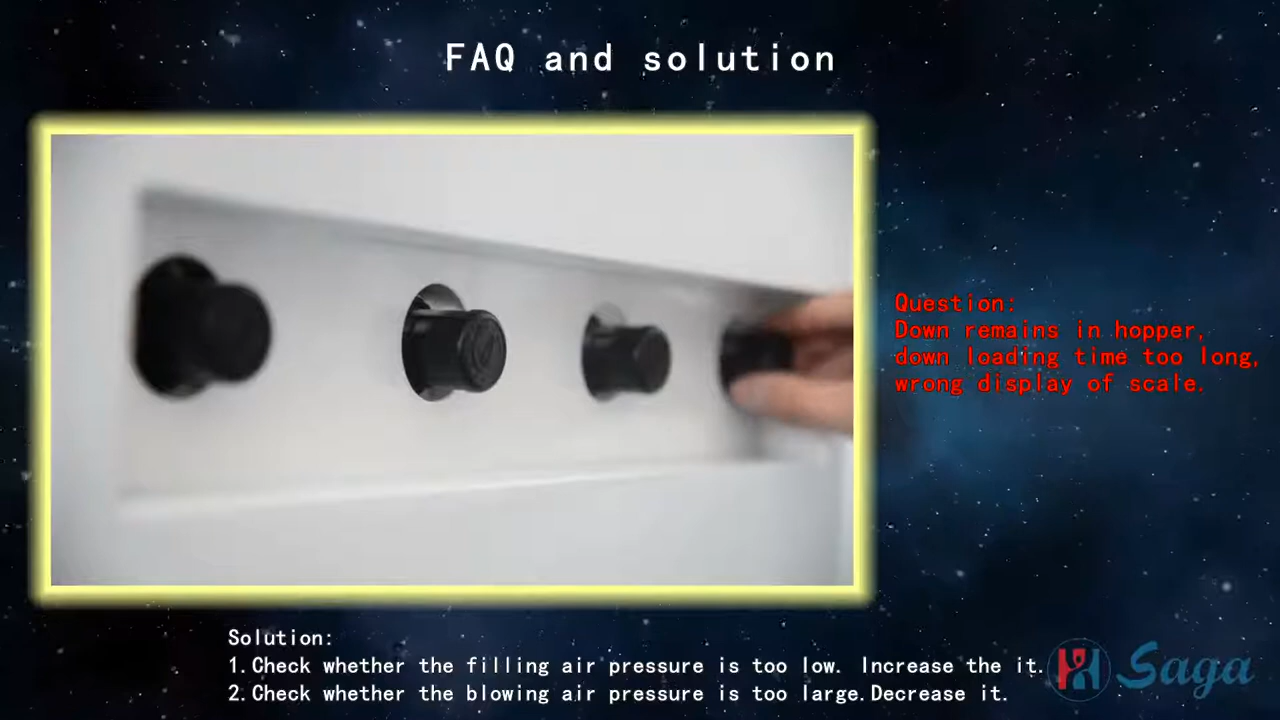 FAQ and solution
Question:
Down remains in hopper,
down loading time too long,
wrong display of scale.
Solution:
1.Check whether the filling air pressure is too low. Increase the it.
2.Check whether the blowing air pressure is too large.Decrease it.
Saga